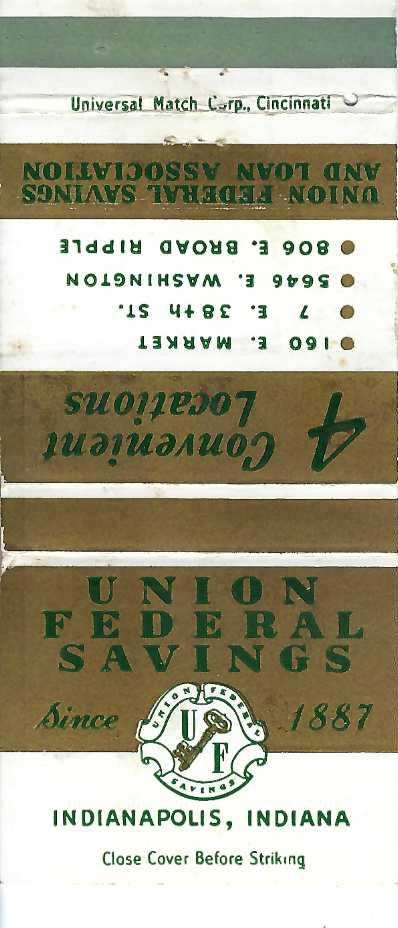 Universal Match Corp., Cincinnati
4 Convenient
Locations
160 E. MARKET
7 E. 38th ST.
5646 E. WASHINGTON
806 E. BROAD RIPPLE
UNION FEDERAL SAVINGS
AND LOAN ASSOCIATION
UNION
FEDERAL
SAVINGS
Since 1887
UNION FEDERAL
U F
SAVINGS
INDIANAPOLIS, INDIANA
Close Cover Before Striking